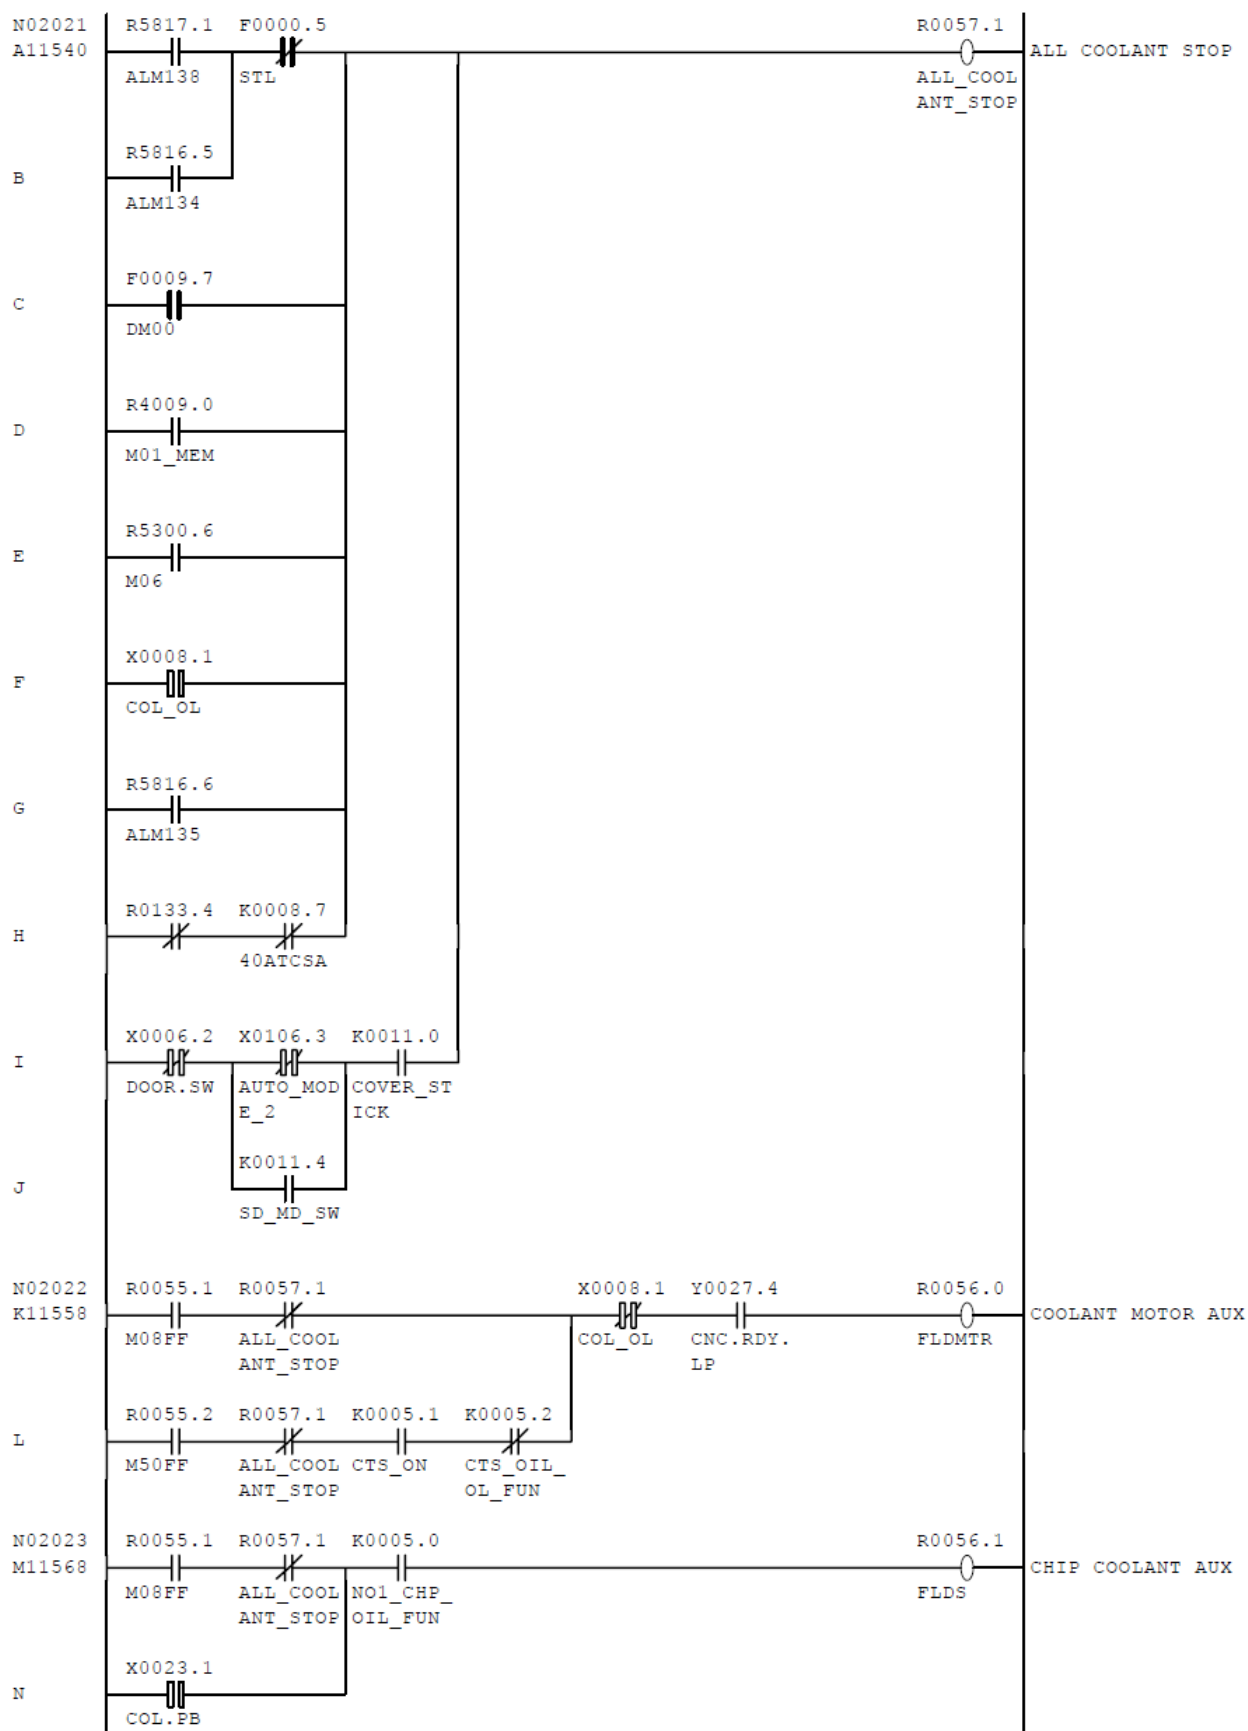 N02021 R5817.1 F0000.5 R0057.1
A11540 ALL COOLANT STOP
ALM138 STL ALL_COOL
ANT_STOP
R5816.5
B
ALM134
F0009.7
C
DM00
R4009.0
D
M01_MEM
R5300.6
E
M06
X0008.1
F
COL_OL
R5816.6
G
ALM135
R0133.4 K0008.7
H
40ATCSA
X0006.2 X0106.3 K0011.0
I
DOOR.SW AUTO_MOD COVER_ST
E_2 ICK
K0011.4
J
SD_MD_SW
N02022 R0055.1 R0057.1 X0008.1 Y0027.4 R0056.0
K11558 COOLANT MOTOR AUX
M08FF ALL_COOL COL_OL CNC.RDY. FLDMTR
ANT_STOP LP
R0055.2 R0057.1 K0005.1 K0005.2
L
M50FF ALL_COOL CTS_ON CTS_OIL_
ANT_STOP OL_FUN
N02023 R0055.1 R0057.1 K0005.0 R0056.1
M11568 CHIP COOLANT AUX
M08FF ALL_COOL NO1_CHP_ FLDS
ANT_STOP OIL_FUN
X0023.1
N
COL.PB